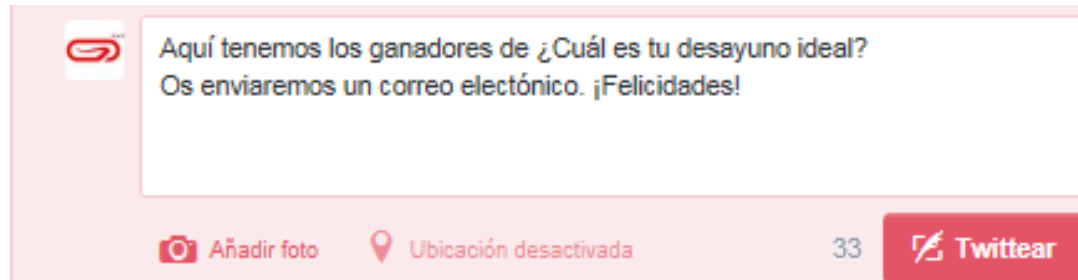 Aquí tenemos los ganadores de ¿Cuál es tu desayuno ideal?
Os enviaremos un correo electónico. ¡Felicidades!
Añadir foto Ubicación desactivada 33 Twittear